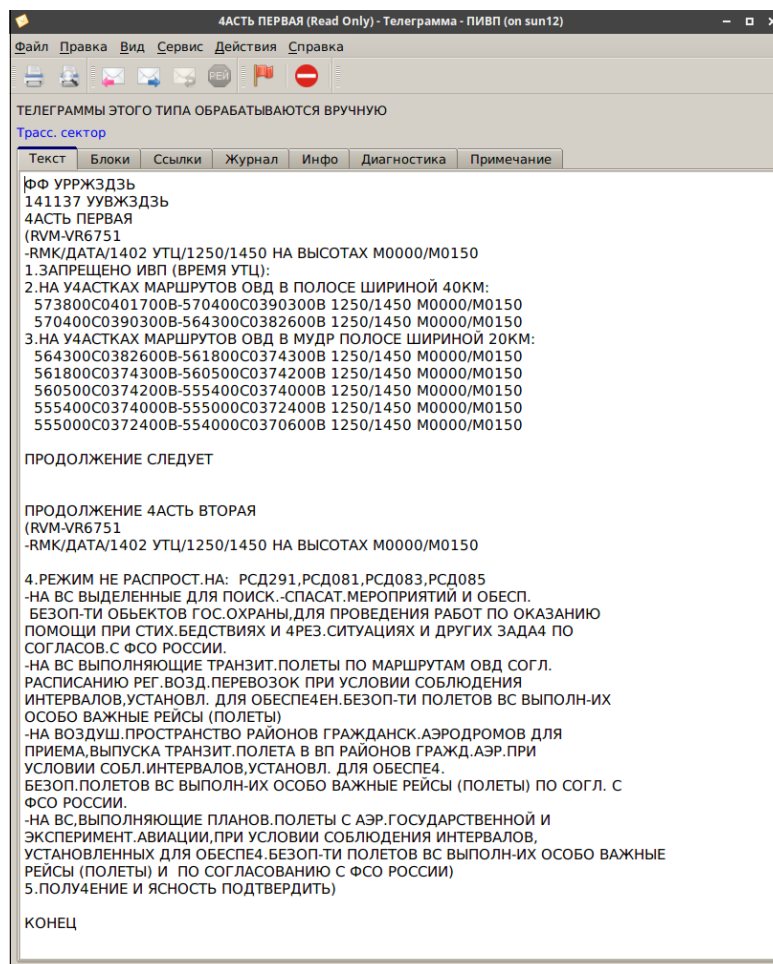 4АСТЬ ПЕРВАЯ (Read Only) - Телеграмма - ПИВП (on sun12)
Файл Правка Вид Сервис Действия Справка
РЕЙ
ТЕЛЕГРАММЫ ЭТОГО ТИПА ОБРАБАТЫВАЮТСЯ ВРУЧНУЮ
Трасс. сектор
Текст Блоки Ссылки Журнал Инфо Диагностика Примечание
ФФ УРРЖЗДЗЬ
141137 УУВЖЗДЗЬ
4АСТЬ ПЕРВАЯ
(RVM-VR6751
-RMK/ДАТА/1402 УТЦ/1250/1450 НА ВЫСОТАХ М0000/М0150
1.ЗАПРЕЩЕНО ИВП (ВРЕМЯ УТЦ):
2.НА У4АСТКАХ МАРШРУТОВ ОВД В ПОЛОСЕ ШИРИНОЙ 40КМ:
573800С0401700В-570400С0390300В 1250/1450 М0000/М0150
570400С0390300В-564300С0382600В 1250/1450 М0000/М0150
3.НА У4АСТКАХ МАРШРУТОВ ОВД В МУДР ПОЛОСЕ ШИРИНОЙ 20КМ:
564300С0382600В-561800С0374300В 1250/1450 М0000/М0150
561800С0374300В-560500С0374200В 1250/1450 М0000/М0150
560500С0374200В-555400С0374000В 1250/1450 М0000/М0150
555400С0374000В-555000С0372400В 1250/1450 М0000/М0150
555000С0372400В-554000С0370600В 1250/1450 М0000/М0150
ПРОДОЛЖЕНИЕ СЛЕДУЕТ
ПРОДОЛЖЕНИЕ 4АСТЬ ВТОРАЯ
(RVM-VR6751
-RMK/ДАТА/1402 УТЦ/1250/1450 НА ВЫСОТАХ М0000/М0150
4.РЕЖИМ НЕ РАСПРОСТ.НА: РСД291,РСД081,РСД083,РСД085
-НА ВС ВЫДЕЛЕННЫЕ ДЛЯ ПОИСК.-СПАСАТ.МЕРОПРИЯТИЙ И ОБЕСП.
БЕЗОП-ТИ ОБЬЕКТОВ ГОС.ОХРАНЫ,ДЛЯ ПРОВЕДЕНИЯ РАБОТ ПО ОКАЗАНИЮ
ПОМОЩИ ПРИ СТИХ.БЕДСТВИЯХ И 4РЕЗ.СИТУАЦИЯХ И ДРУГИХ ЗАДА4 ПО
СОГЛАСОВ.С ФСО РОССИИ.
-НА ВС ВЫПОЛНЯЮЩИЕ ТРАНЗИТ.ПОЛЕТЫ ПО МАРШРУТАМ ОВД СОГЛ.
РАСПИСАНИЮ РЕГ.ВОЗД.ПЕРЕВОЗОК ПРИ УСЛОВИИ СОБЛЮДЕНИЯ
ИНТЕРВАЛОВ,УСТАНОВЛ. ДЛЯ ОБЕСПЕ4ЕН.БЕЗОП-ТИ ПОЛЕТОВ ВС ВЫПОЛН-ИХ
ОСОБО ВАЖНЫЕ РЕЙСЫ (ПОЛЕТЫ)
-НА ВОЗДУШ.ПРОСТРАНСТВО РАЙОНОВ ГРАЖДАНСК.АЭРОДРОМОВ ДЛЯ
ПРИЕМА,ВЫПУСКА ТРАНЗИТ.ПОЛЕТА В ВП РАЙОНОВ ГРАЖД.АЭР.ПРИ
УСЛОВИИ СОБЛ.ИНТЕРВАЛОВ,УСТАНОВЛ. ДЛЯ ОБЕСПЕ4.
БЕЗОП.ПОЛЕТОВ ВС ВЫПОЛН-ИХ ОСОБО ВАЖНЫЕ РЕЙСЫ (ПОЛЕТЫ) ПО СОГЛ. С
ФСО РОССИИ.
-НА ВС,ВЫПОЛНЯЮЩИЕ ПЛАНОВ.ПОЛЕТЫ С АЭР.ГОСУДАРСТВЕННОЙ И
ЭКСПЕРИМЕНТ.АВИАЦИИ,ПРИ УСЛОВИИ СОБЛЮДЕНИЯ ИНТЕРВАЛОВ,
УСТАНОВЛЕННЫХ ДЛЯ ОБЕСПЕ4.БЕЗОП-ТИ ПОЛЕТОВ ВС ВЫПОЛН-ИХ ОСОБО ВАЖНЫЕ
РЕЙСЫ (ПОЛЕТЫ) И ПО СОГЛАСОВАНИЮ С ФСО РОССИИ)
5.ПОЛУ4ЕНИЕ И ЯСНОСТЬ ПОДТВЕРДИТЬ)
КОНЕЦ